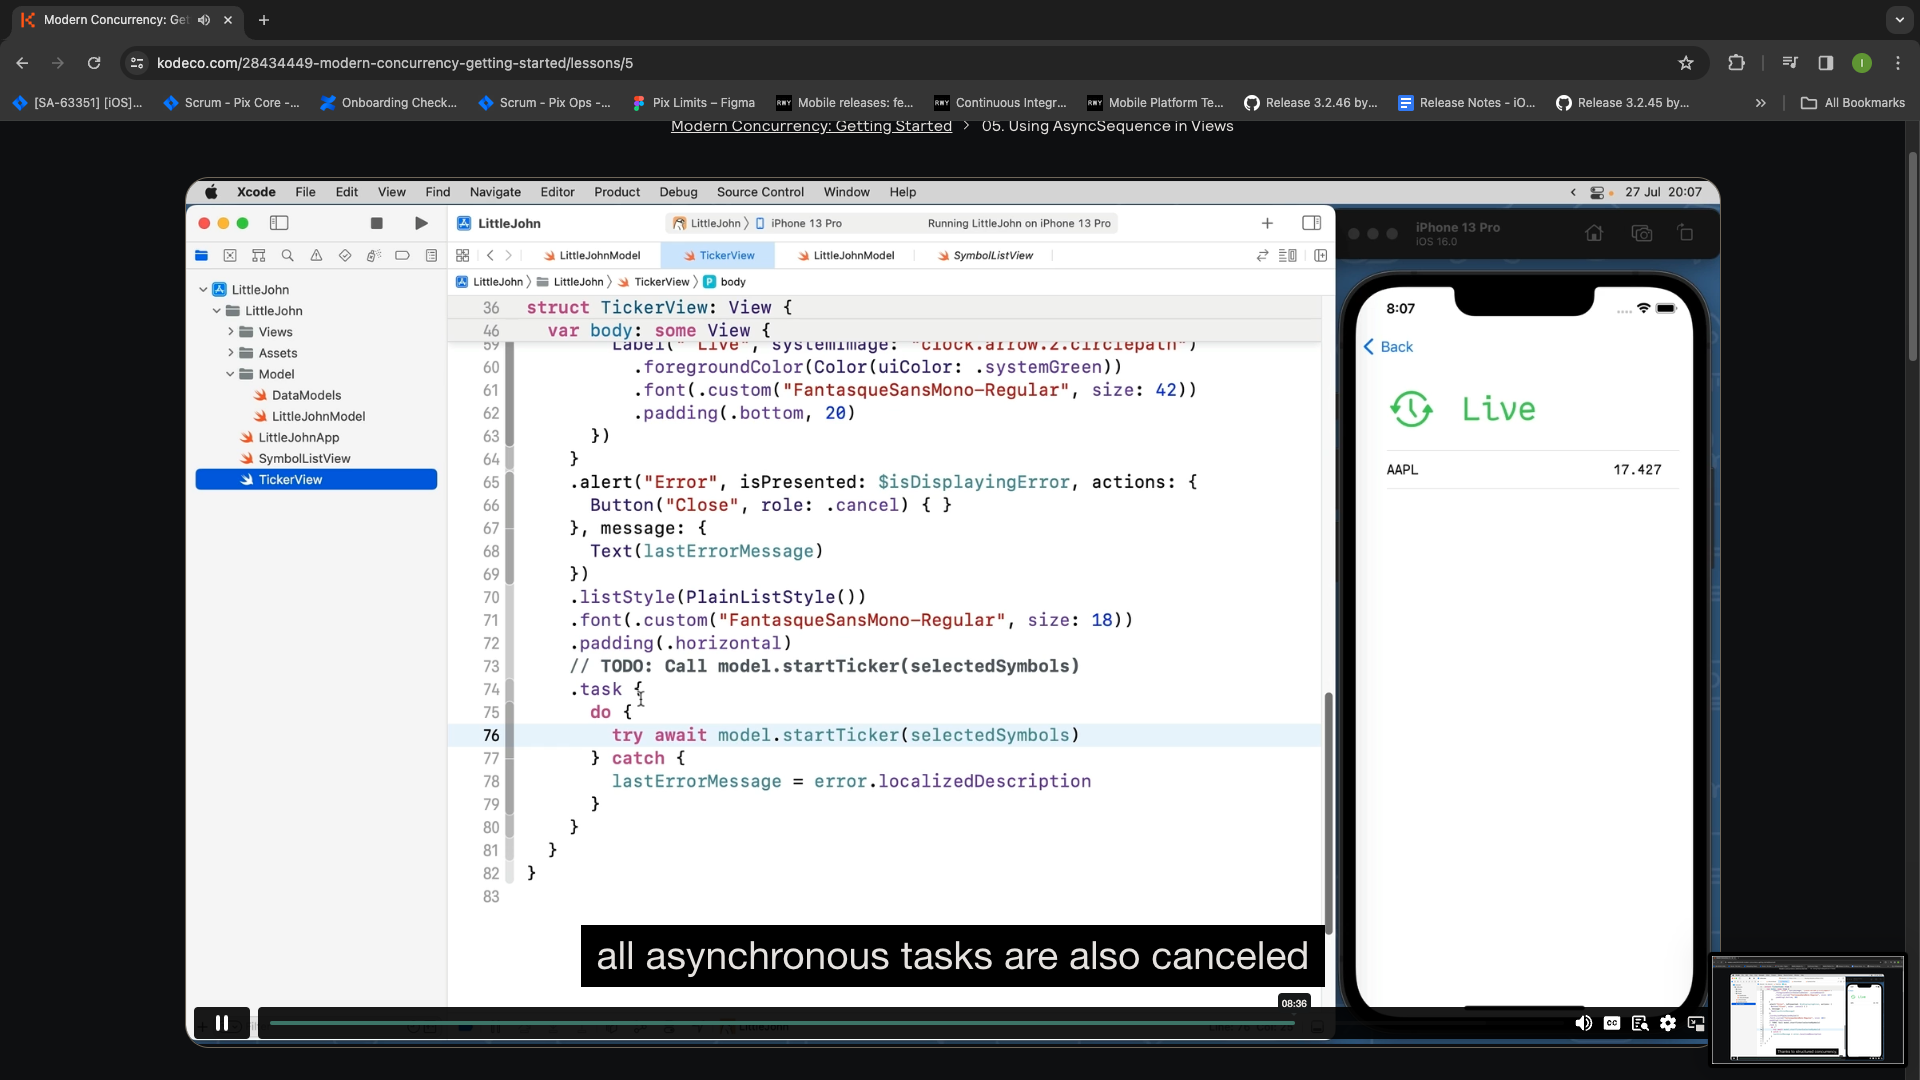 Modern Concurrency: Get
kodeco.com/28434449-modern-concurrency-getting-started/lessons/5
I
[SA-63351] [iOS]...
Scrum - Pix Core -...
Onboarding Check...
Scrum - Pix Ops -...
Pix Limits – Figma
Mobile releases: fe...
Continuous Integr...
Mobile Platform Te...
Release 3.2.46 by...
Release Notes - iO...
Release 3.2.45 by...
All Bookmarks
Modern Concurrency: Getting Started > 05. Using AsyncSequence in Views
Xcode File Edit View Find Navigate Editor Product Debug Source Control Window Help
27 Jul 20:07
LittleJohn
LittleJohn
iPhone 13 Pro
Running LittleJohn on iPhone 13 Pro
iPhone 13 Pro
iOS 16.0
LittleJohnModel
TickerView
LittleJohnModel
SymbolListView
LittleJohn
LittleJohn
TickerView
P body
LittleJohn
LittleJohn
Views
Assets
Model
DataModels
LittleJohnModel
LittleJohnApp
SymbolListView
TickerView
36 struct TickerView: View {
46 var body: some View {
59 Label(" Live", systemImage: "clock.arrow.2.circlepath")
60 .foregroundColor(Color(uiColor: .systemGreen))
61 .font(.custom("FantasqueSansMono-Regular", size: 42))
62 .padding(.bottom, 20)
63 })
64 }
65 .alert("Error", isPresented: $isDisplayingError, actions: {
66 Button("Close", role: .cancel) { }
67 }, message: {
68 Text(lastErrorMessage)
69 })
70 .listStyle(PlainListStyle())
71 .font(.custom("FantasqueSansMono-Regular", size: 18))
72 .padding(.horizontal)
73 // TODO: Call model.startTicker(selectedSymbols)
74 .task {
75 do {
76 try await model.startTicker(selectedSymbols)
77 } catch {
78 lastErrorMessage = error.localizedDescription
79 }
80 }
81 }
82 }
83
8:07
Back
Live
AAPL 17.427
all asynchronous tasks are also canceled
08:36
CC